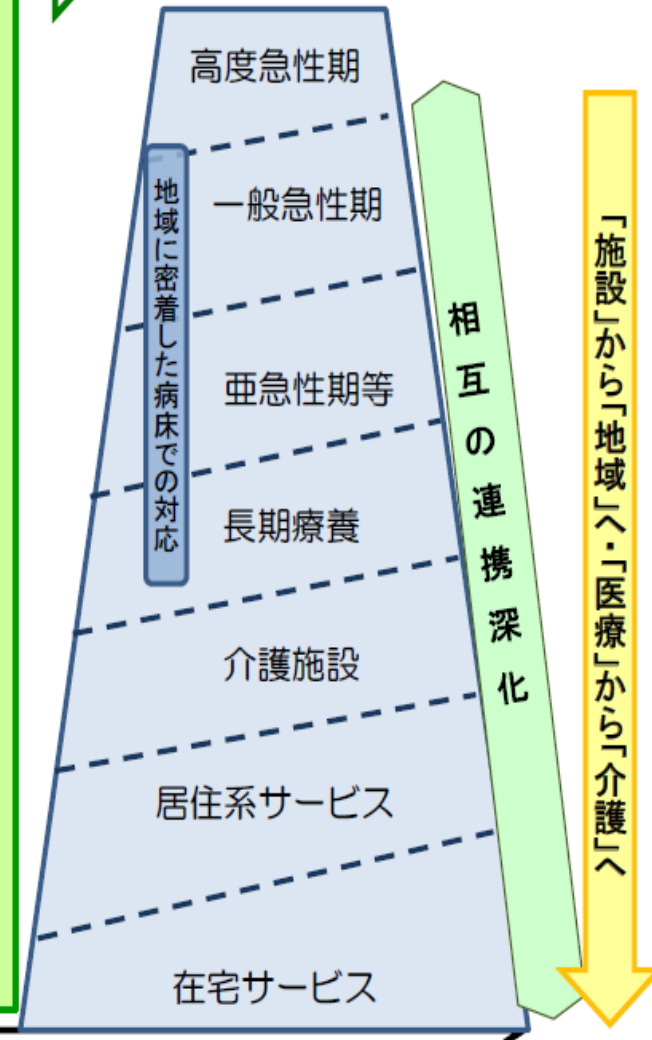 高度急性期
一般急性期
亜急性期等
長期療養
介護施設
居住系サービス
在宅サービス
地域に密着した病床での対応
相互の連携深化
「施設」から「地域」へ・「医療」から「介護」へ